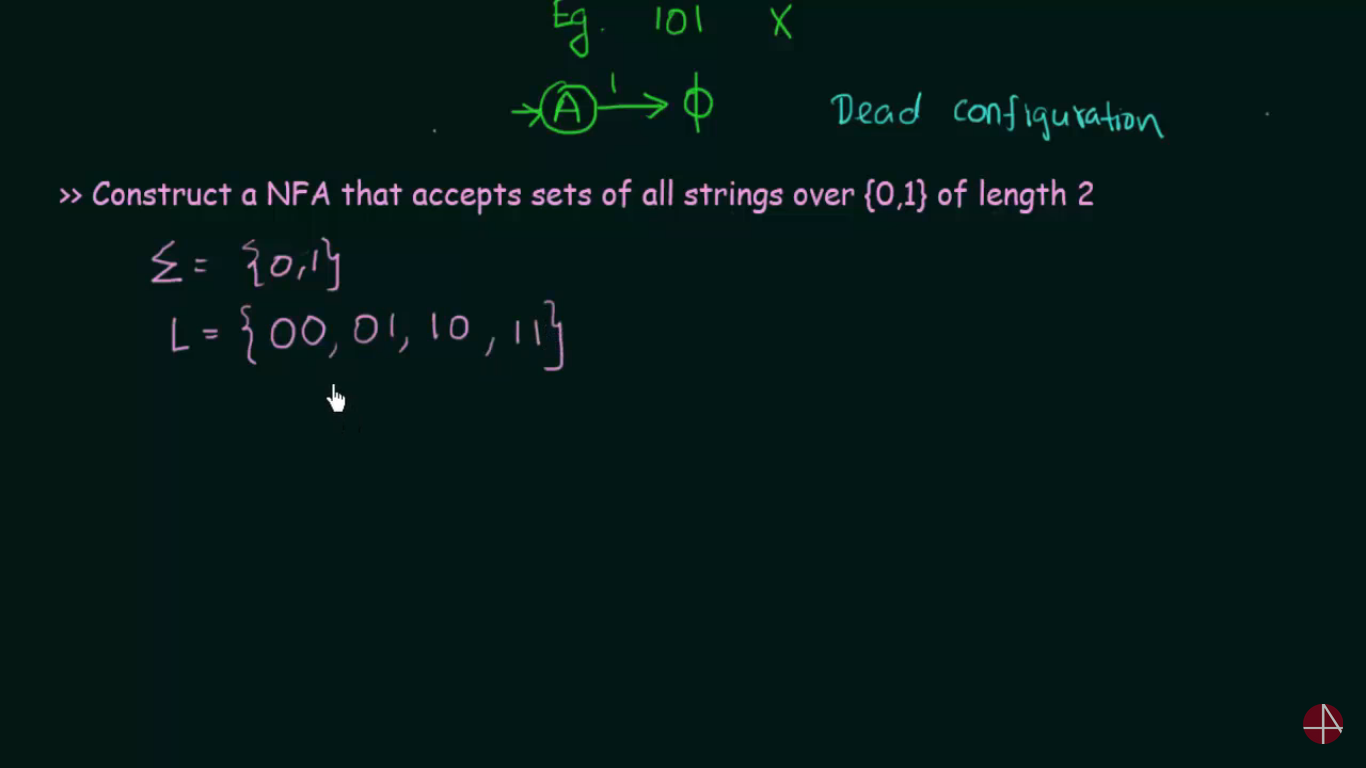 Eg. 101 X
→A 1→ ϕ Dead configuration
>> Construct a NFA that accepts sets of all strings over {0,1} of length 2
Σ = {0,1}
L = {00, 01, 10, 11}